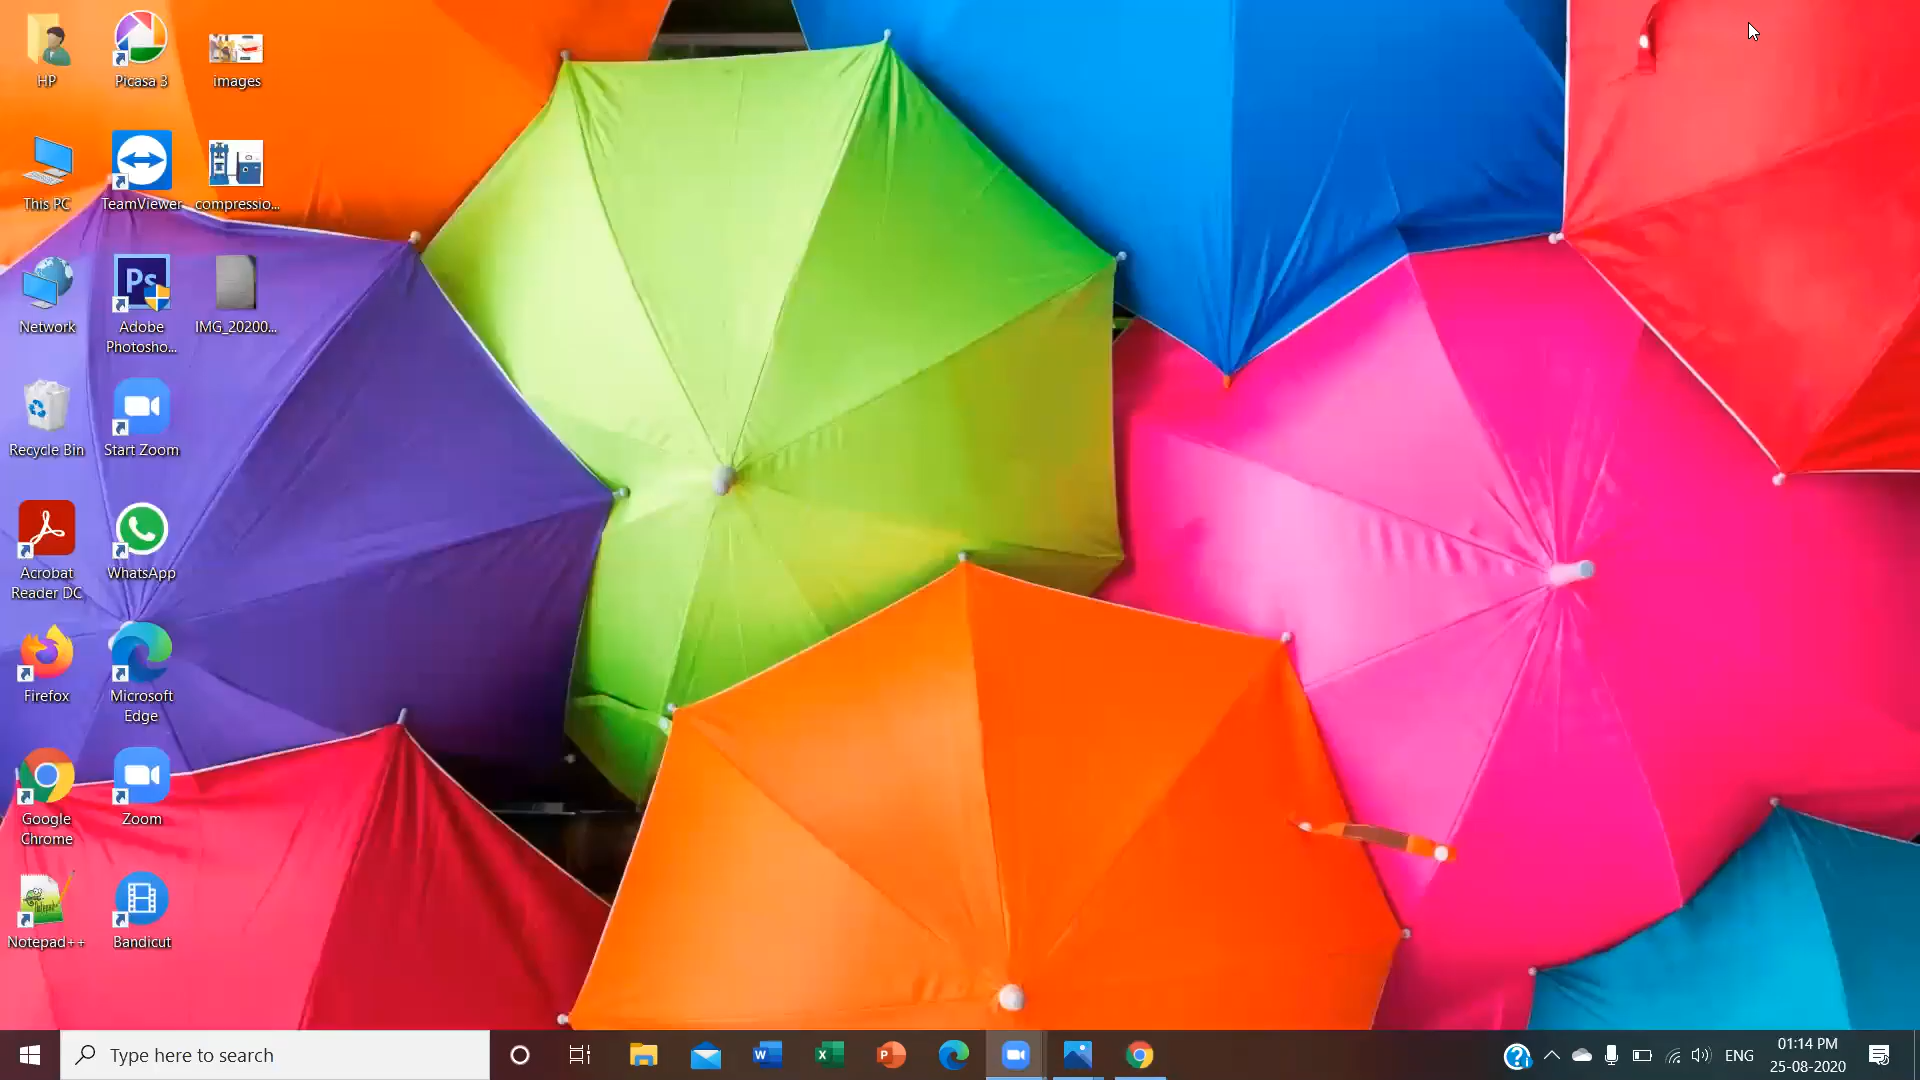 HP
Picasa 3
images
This PC
TeamViewer
compressio...
Network
Adobe
Photosho...
IMG_20200...
Recycle Bin
Start Zoom
Acrobat
Reader DC
WhatsApp
Firefox
Microsoft
Edge
Google
Chrome
Zoom
Notepad++
Bandicut
Type here to search
ENG
01:14 PM
25-08-2020